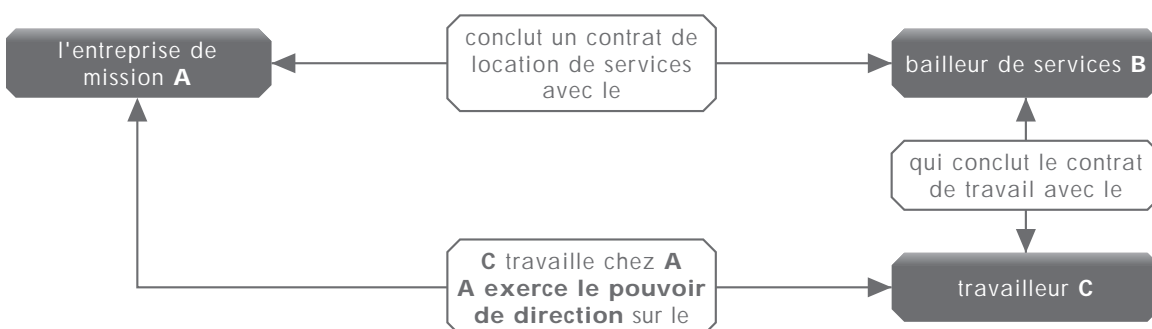 l'entreprise de
mission A
conclut un contrat de
location de services
avec le
bailleur de services B
qui conclut le contrat
de travail avec le
C travaille chez A
A exerce le pouvoir
de direction sur le
travailleur C